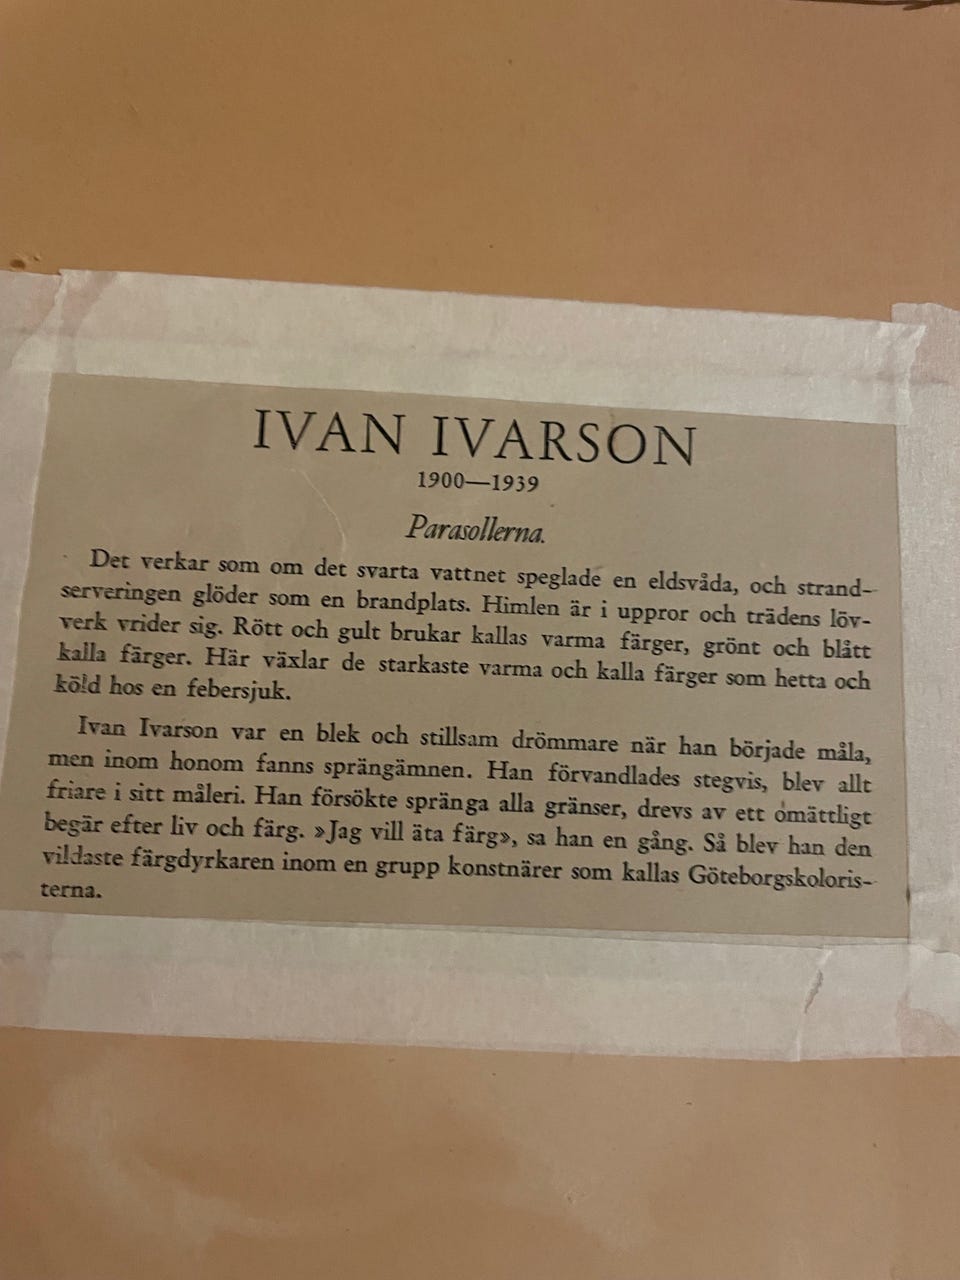 IVAN IVARSON
1900—1939
Parasollerna.
Det verkar som om det svarta vattnet speglade en eldsvåda, och strand-
serveringen glöder som en brandplats. Himlen är i uppror och trädens löv-
verk vrider sig. Rött och gult brukar kallas varma färger, grönt och blått
kalla färger. Här växlar de starkaste varma och kalla färger som hetta och
köld hos en febersjuk.
Ivan Ivarson var en blek och stillsam drömmare när han började måla,
men inom honom fanns sprängämnen. Han förvandlades stegvis, blev allt
friare i sitt måleri. Han försökte spränga alla gränser, drevs av ett omättligt
begär efter liv och färg. »Jag vill äta färg», sa han en gång. Så blev han den
vildaste färgdyrkaren inom en grupp konstnärer som kallas Göteborgskoloris-
terna.